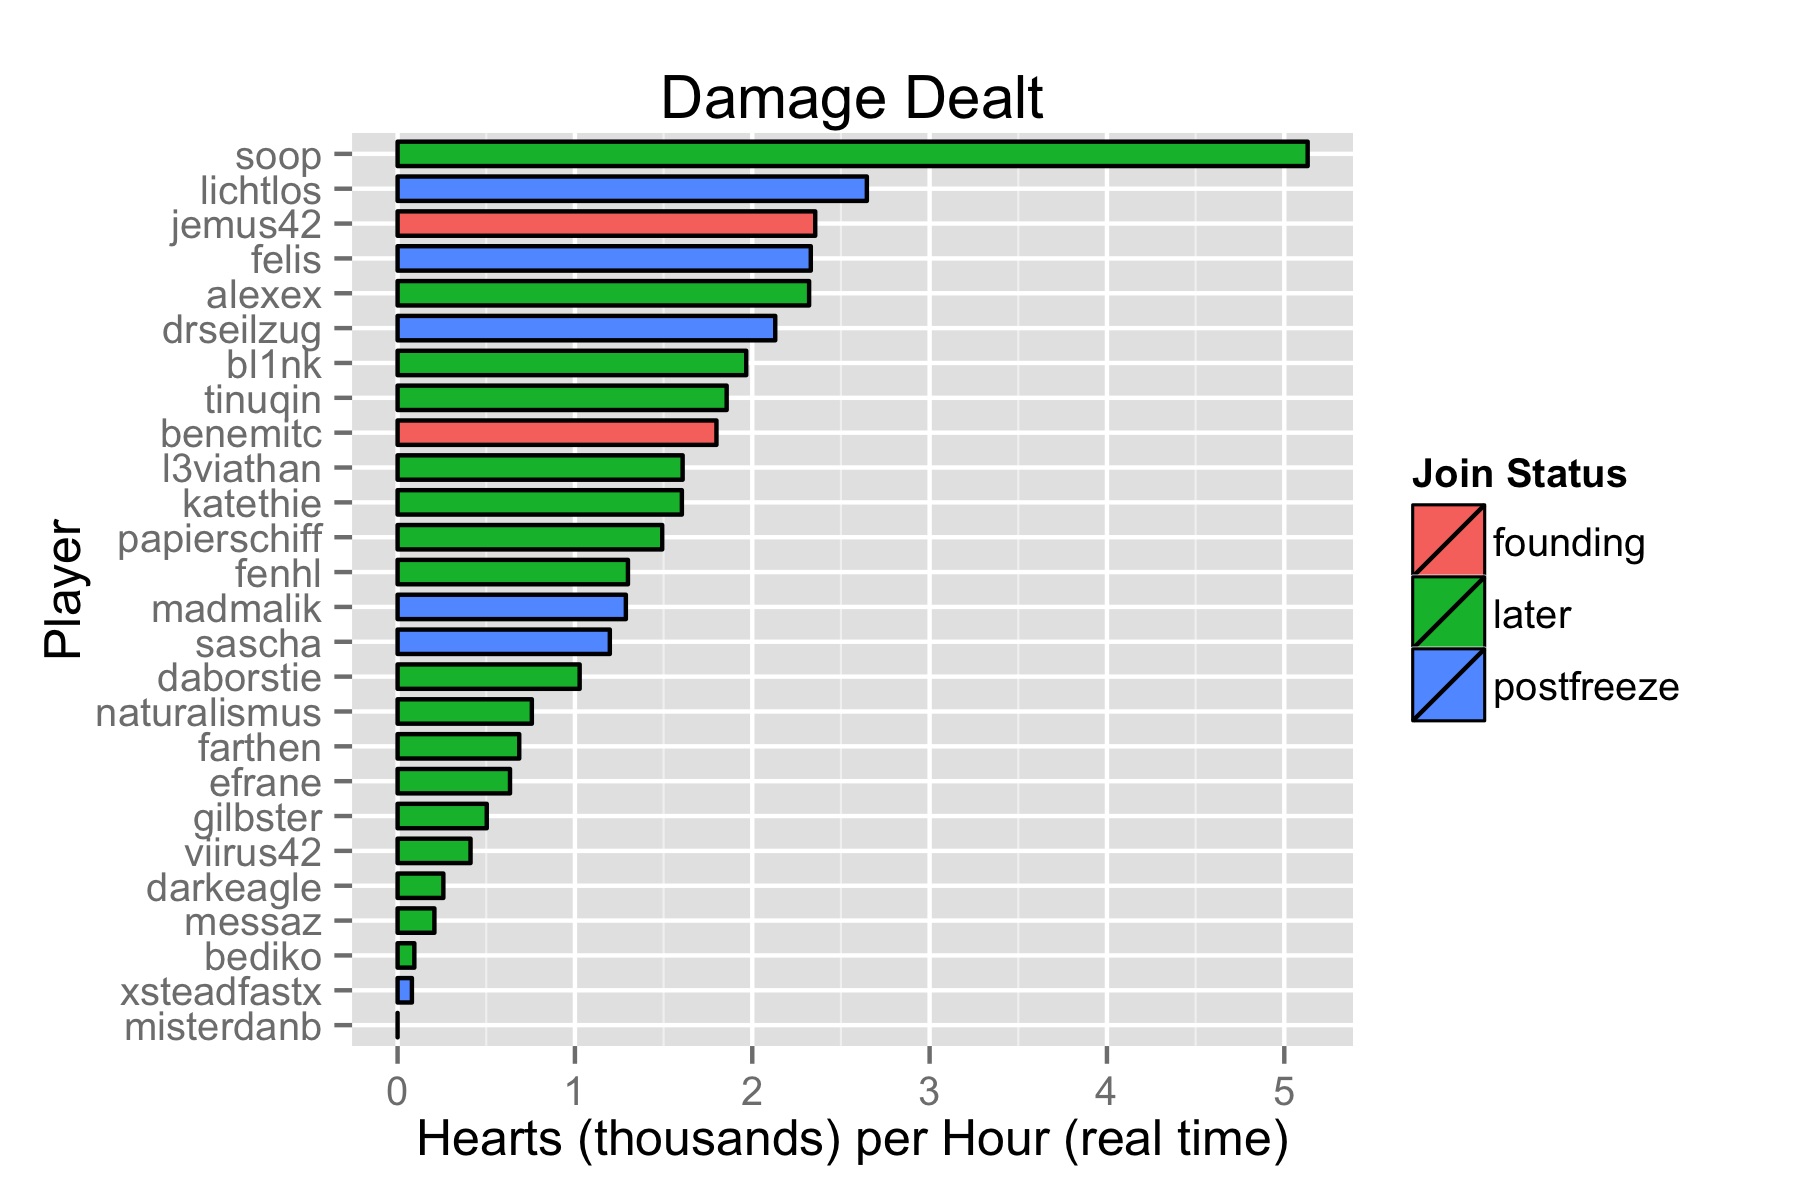 Damage Dealt
soop
lichtlos
jemus42
felis
alexex
drseilzug
bl1nk
tinuqin
benemitc
l3viathan
katethie
papierschiff
fenhl
madmalik
sascha
daborstie
naturalismus
farthen
efrane
gilbster
viirus42
darkeagle
messaz
bediko
xsteadfastx
misterdanb
Player
0 1 2 3 4 5
Hearts (thousands) per Hour (real time)
Join Status
founding
later
postfreeze